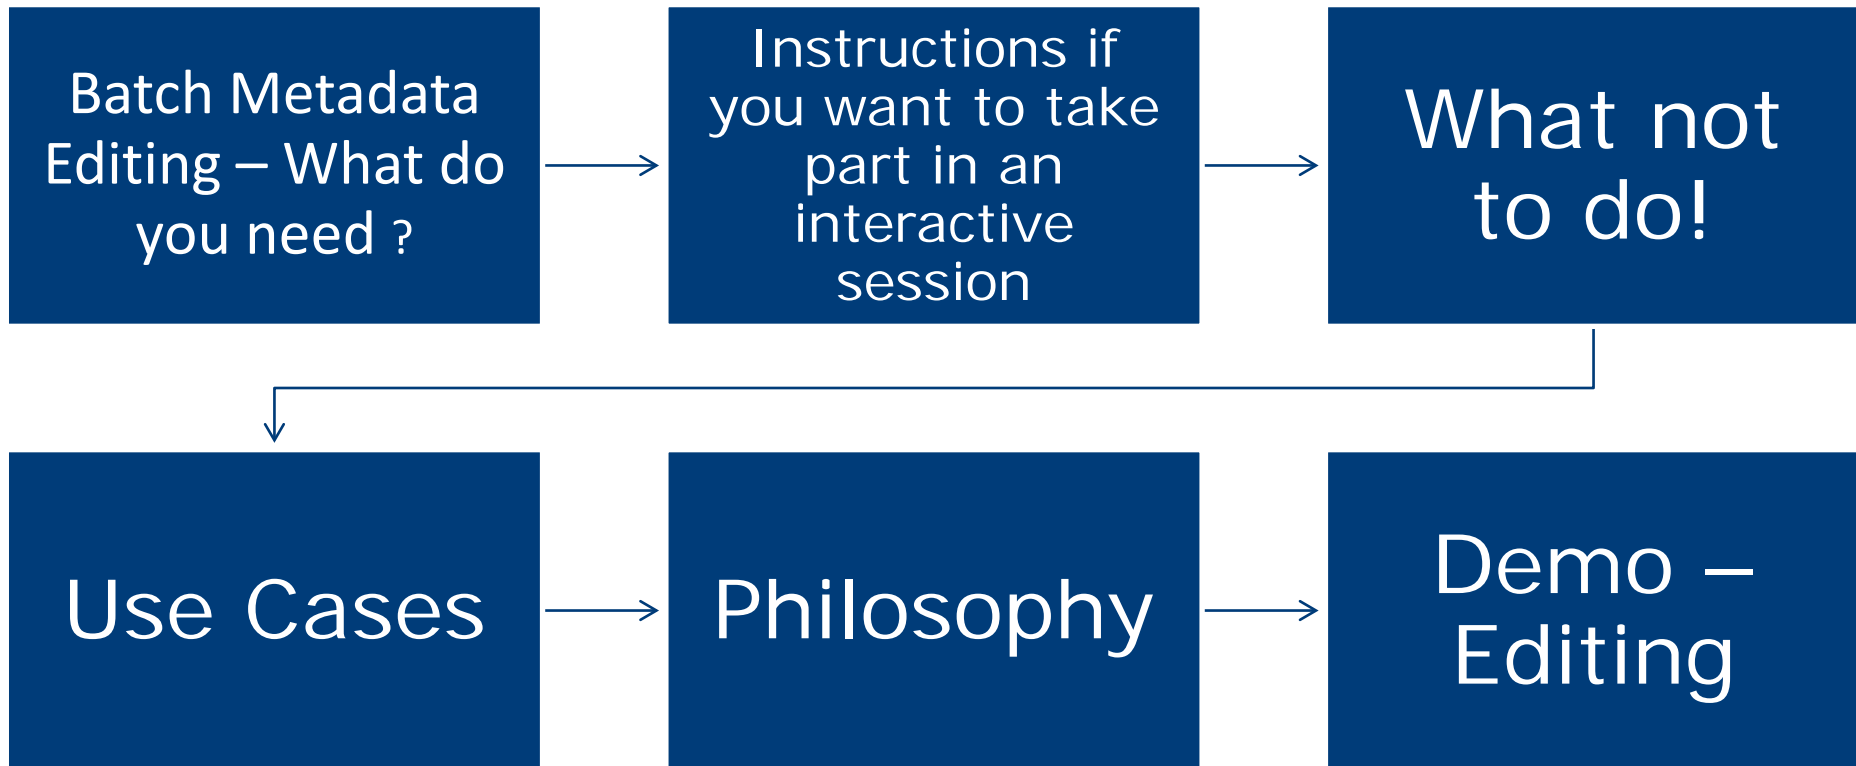 Batch Metadata
Editing – What do
you need ?
Instructions if
you want to take
part in an
interactive
session
What not
to do!
Use Cases
Philosophy
Demo –
Editing